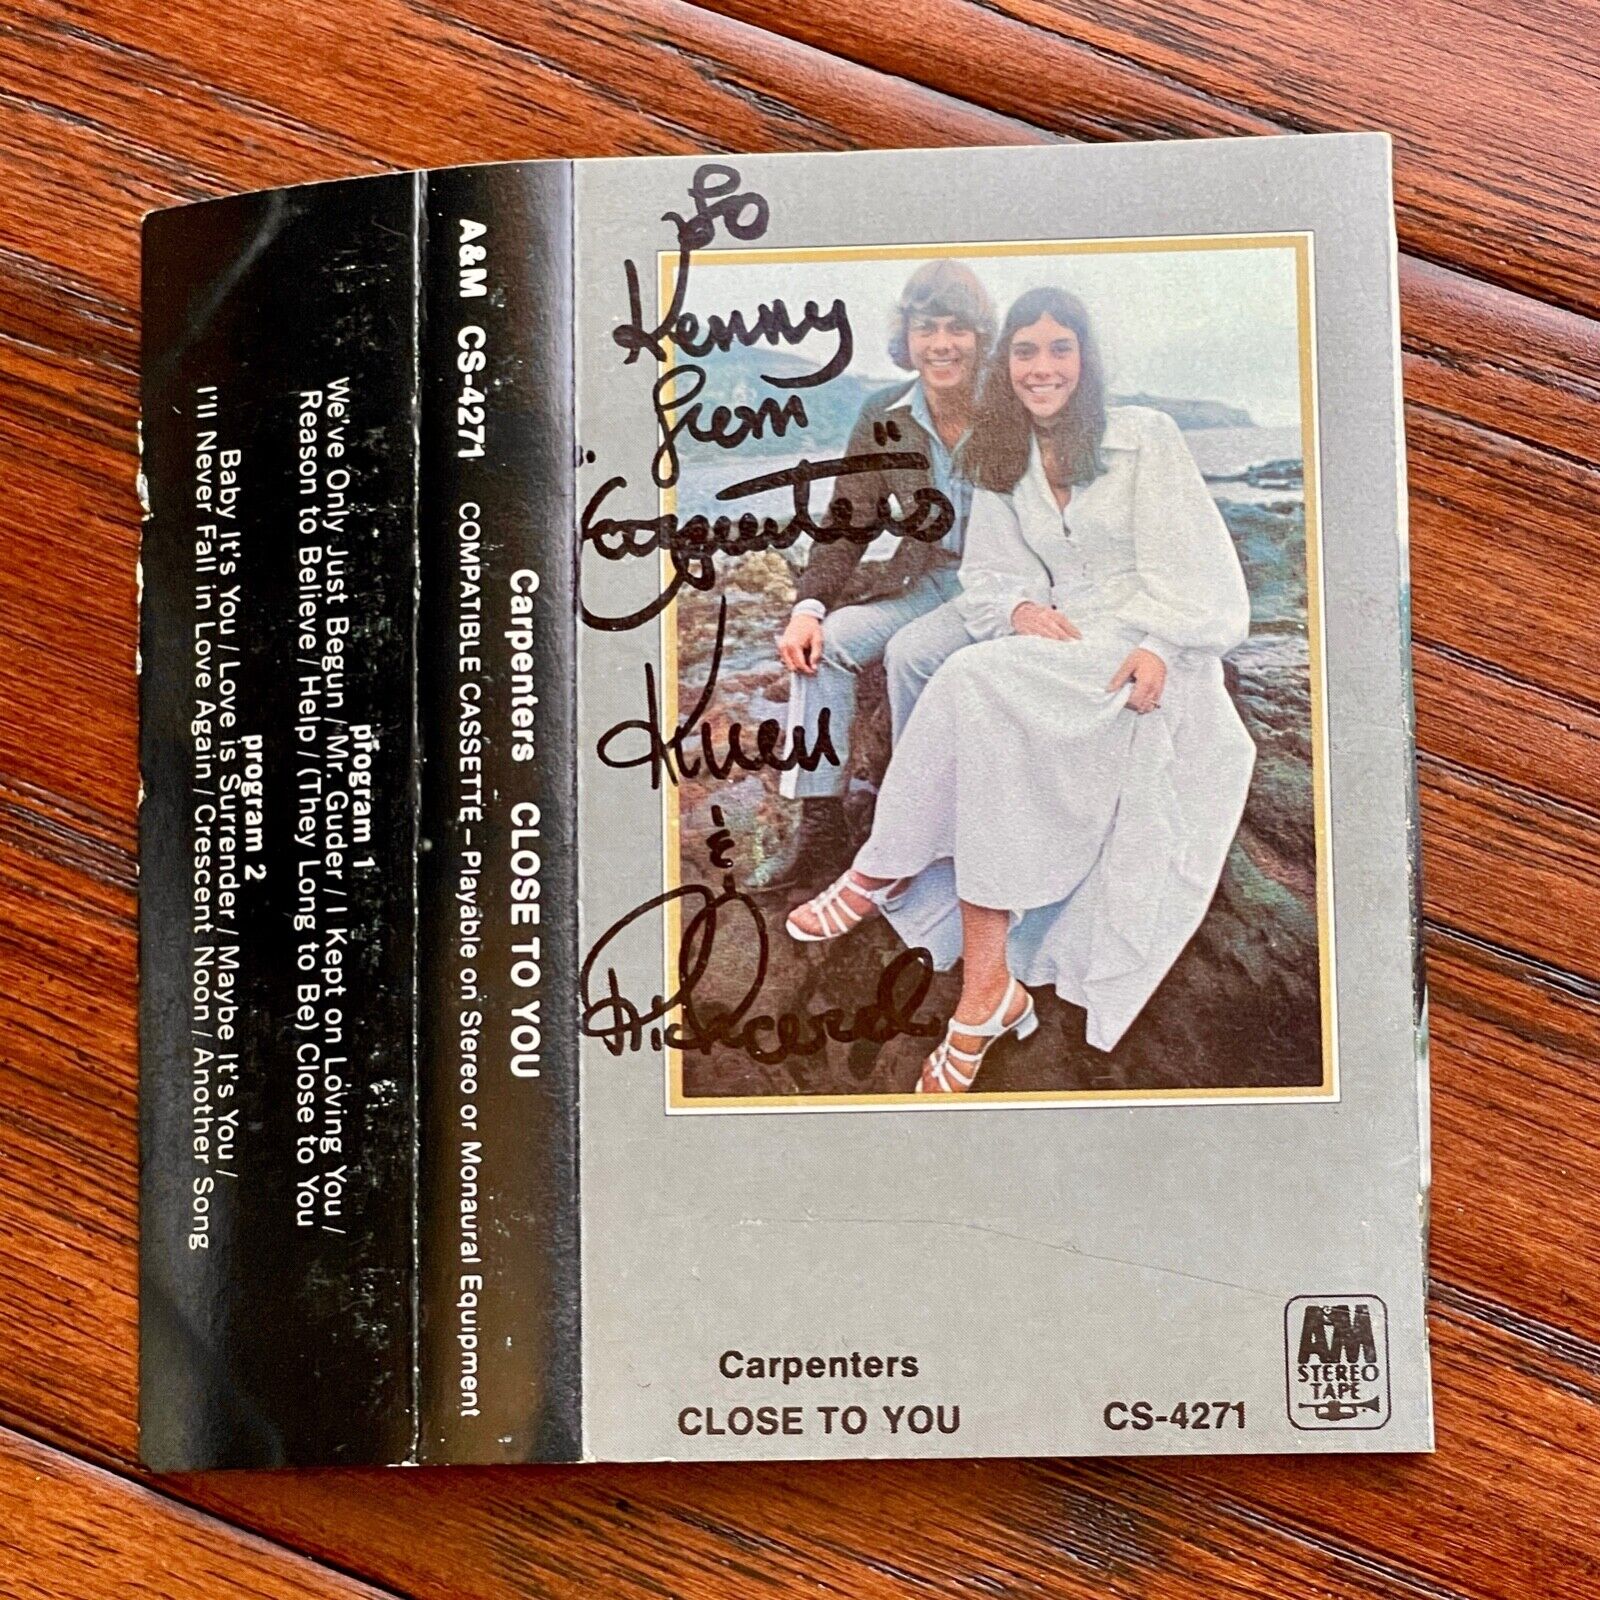 I'll Never Fall in Love Again / Crescent Noon / Another Song
Baby It's You / Love is Surrender / Maybe It's You /
program 2
Reason to Believe / Help / (They Long to Be) Close to You
We've Only Just Begun / Mr. Guder / I Kept on Loving You /
program 1
A&M CS-4271 COMPATIBLE CASSETTE – Playable on Stereo or Monaural Equipment
Carpenters CLOSE TO YOU
To
Kenny
from
"Carpenters"
Karen
&
Richard
Carpenters
CLOSE TO YOU
CS-4271
A&M
STEREO
TAPE